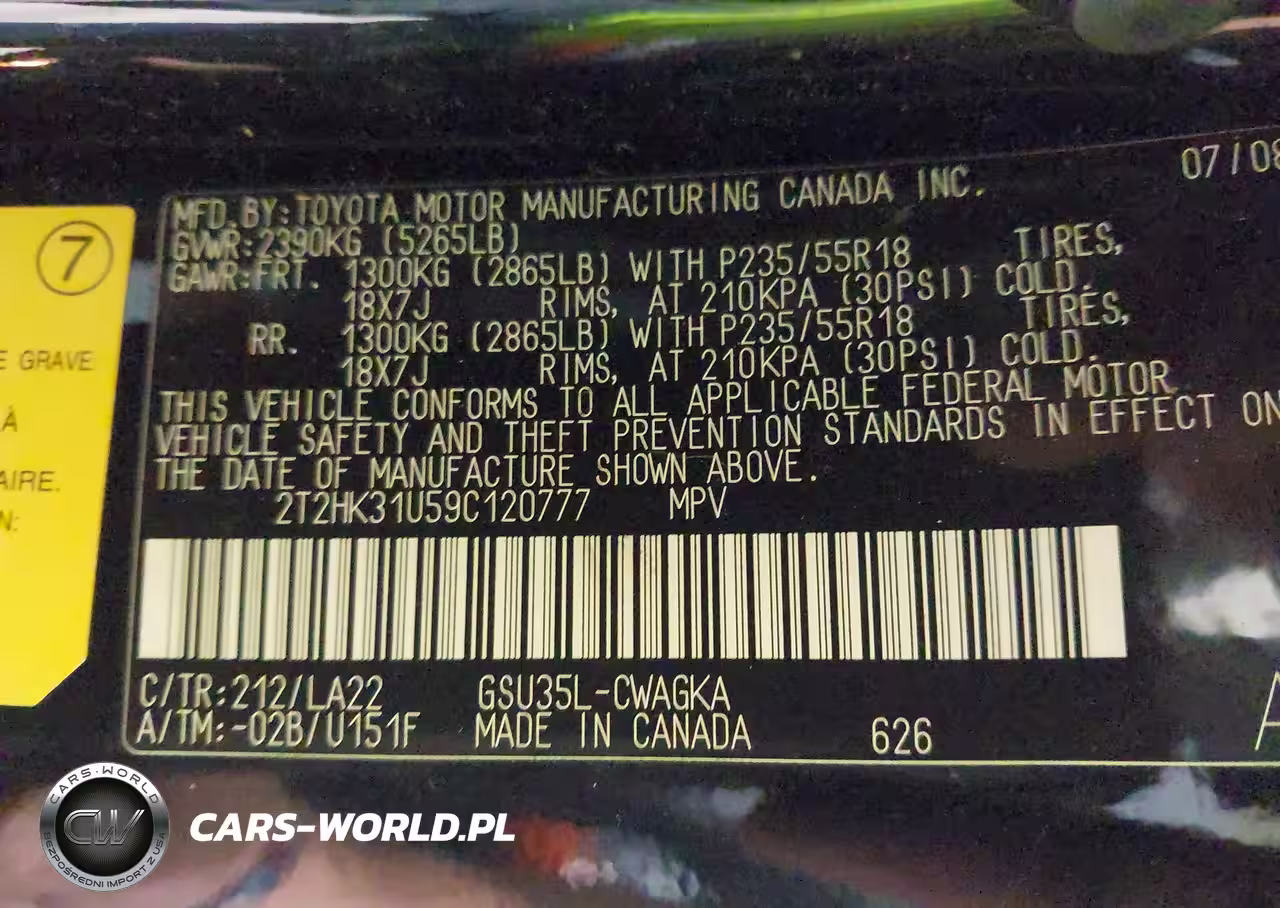 07/08
MFD.BY:TOYOTA MOTOR MANUFACTURING CANADA INC.
GVWR:2390KG (5265LB)
GAWR:FRT. 1300KG (2865LB) WITH P235/55R18 TIRES,
18X7J RIMS, AT 210KPA (30PSI) COLD.
RR. 1300KG (2865LB) WITH P235/55R18 TIRES,
18X7J RIMS, AT 210KPA (30PSI) COLD.
THIS VEHICLE CONFORMS TO ALL APPLICABLE FEDERAL MOTOR
VEHICLE SAFETY AND THEFT PREVENTION STANDARDS IN EFFECT ON
THE DATE OF MANUFACTURE SHOWN ABOVE.
2T2HK31U59C120777 MPV
C/TR:212/LA22 GSU35L-CWAGKA
A/TM:-02B/U151F MADE IN CANADA 626
7
E GRAVE
À
AIRE.
N:
CARS-WORLD
CW
BEZPOŚREDNI IMPORT Z USA
CARS-WORLD.PL